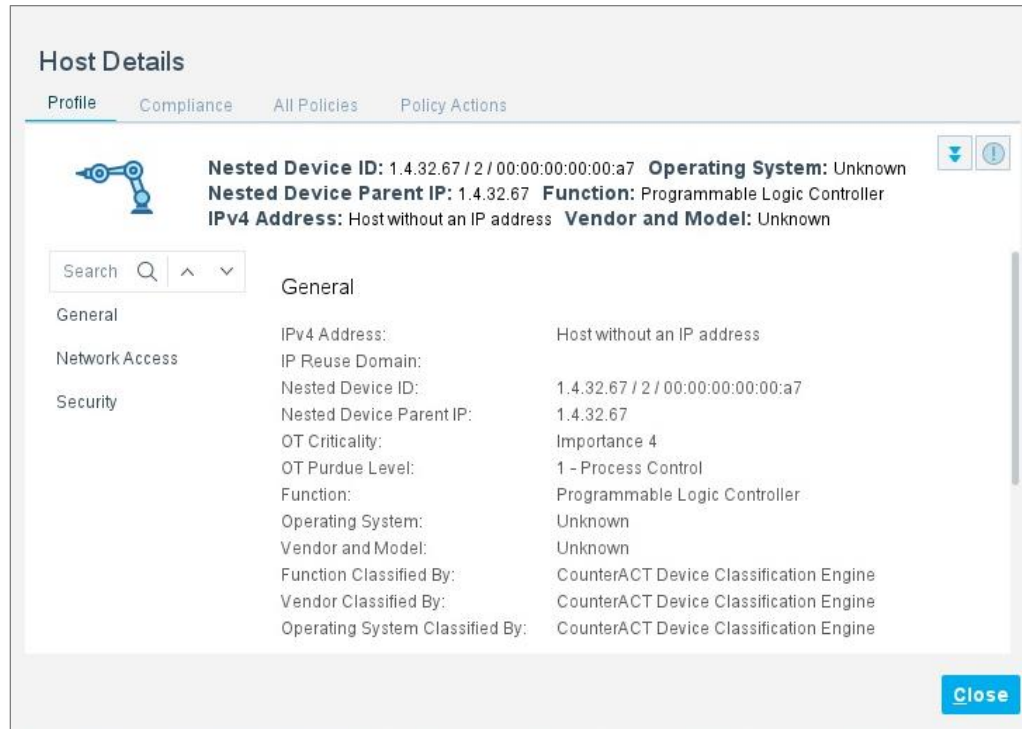 Host Details
Profile Compliance All Policies Policy Actions
Nested Device ID: 1.4.32.67 / 2 / 00:00:00:00:00:a7 Operating System: Unknown
Nested Device Parent IP: 1.4.32.67 Function: Programmable Logic Controller
IPv4 Address: Host without an IP address Vendor and Model: Unknown
Search
General
Network Access
Security
General
IPv4 Address: Host without an IP address
IP Reuse Domain:
Nested Device ID: 1.4.32.67 / 2 / 00:00:00:00:00:a7
Nested Device Parent IP: 1.4.32.67
OT Criticality: Importance 4
OT Purdue Level: 1 - Process Control
Function: Programmable Logic Controller
Operating System: Unknown
Vendor and Model: Unknown
Function Classified By: CounterACT Device Classification Engine
Vendor Classified By: CounterACT Device Classification Engine
Operating System Classified By: CounterACT Device Classification Engine
Close